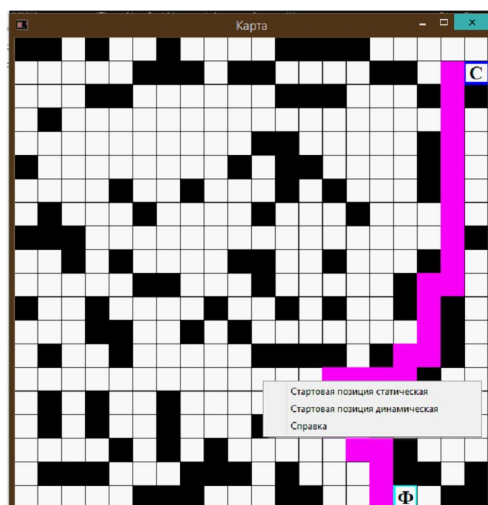 Карта
С
Стартовая позиция статическая
Стартовая позиция динамическая
Справка
Ф